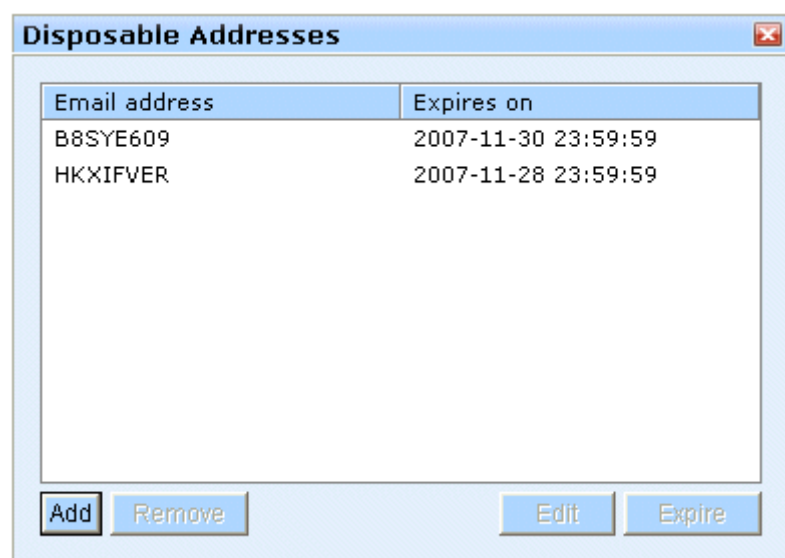 Disposable Addresses
Email address Expires on
B8SYE609 2007-11-30 23:59:59
HKXIFVER 2007-11-28 23:59:59
Add Remove Edit Expire